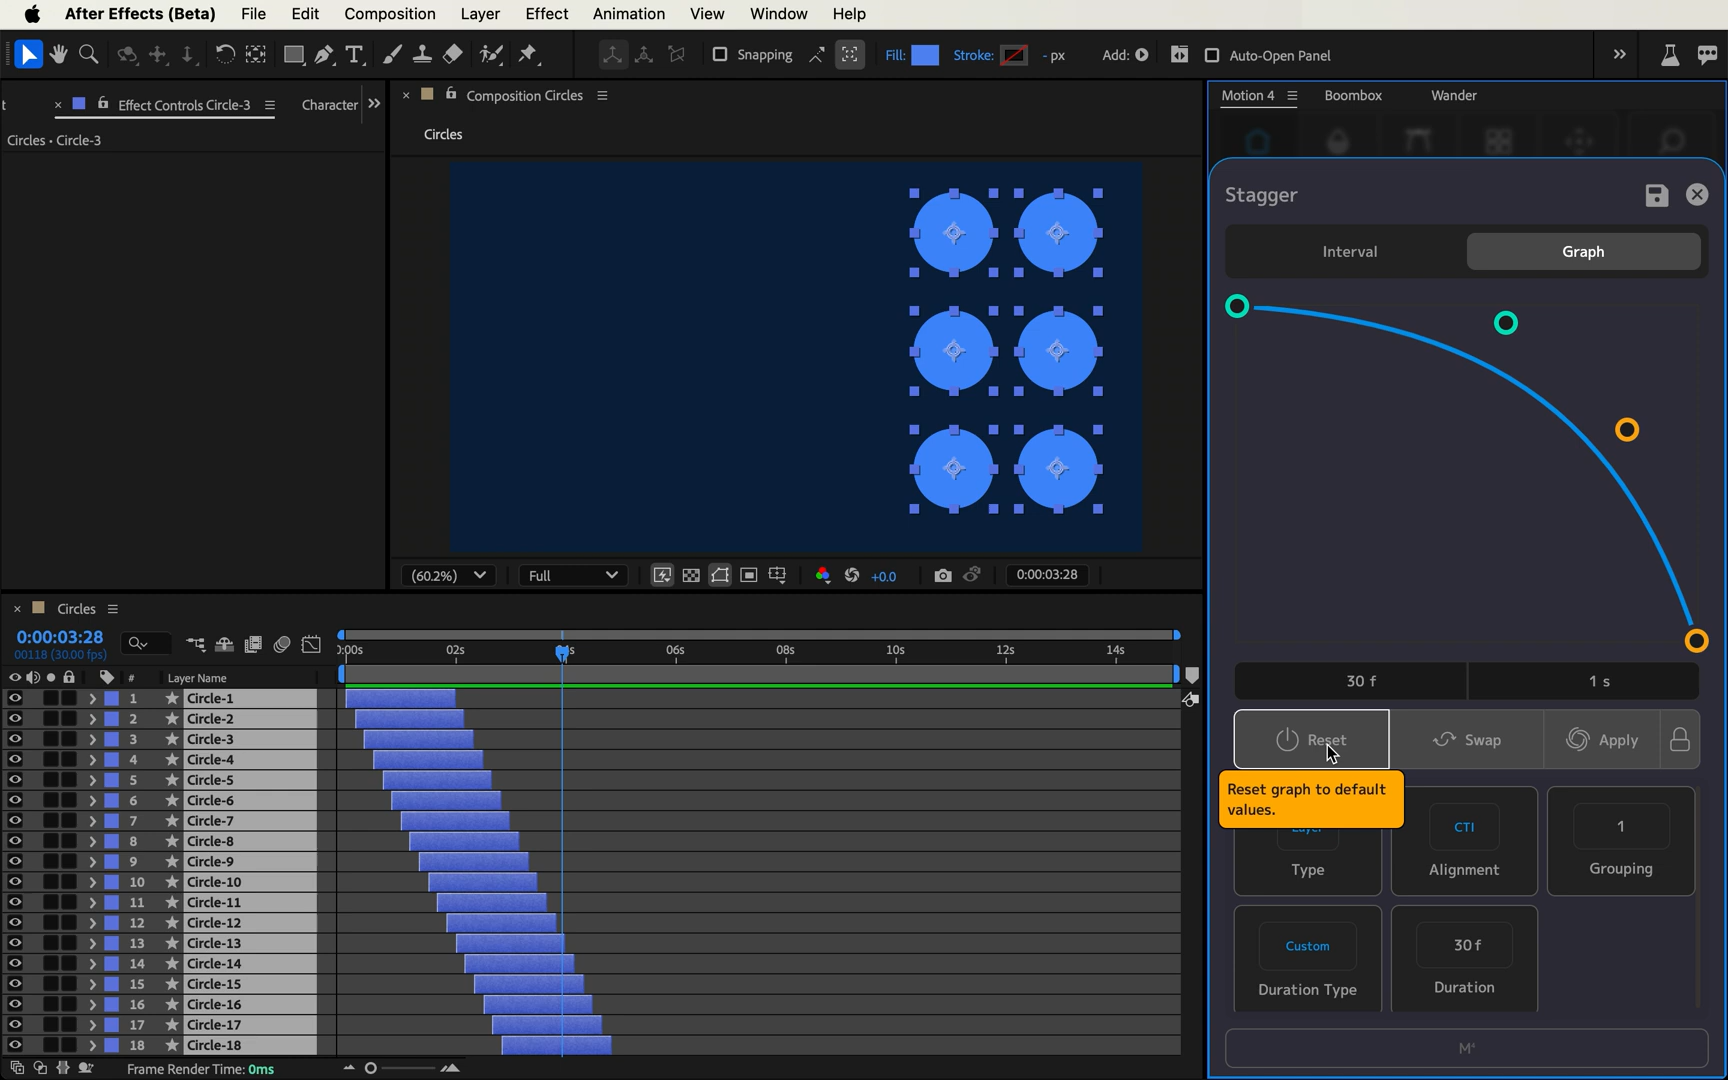 After Effects (Beta) File Edit Composition Layer Effect Animation View Window Help
Snapping Fill: Stroke: - px Add: Auto-Open Panel
Effect Controls Circle-3 Character
Circles • Circle-3
Composition Circles
Circles
(60.2%) Full +0.0 0:00:03:28
Motion 4 Boombox Wander
Stagger
Interval Graph
30 f 1 s
Reset Swap Apply
Reset graph to default
values.
CTI 1
Type Alignment Grouping
Custom 30 f
Duration Type Duration
M4
Circles
0:00:03:28
00118 (30.00 fps)
02s 06s 08s 10s 12s 14s
# Layer Name
1 Circle-1
2 Circle-2
3 Circle-3
4 Circle-4
5 Circle-5
6 Circle-6
7 Circle-7
8 Circle-8
9 Circle-9
10 Circle-10
11 Circle-11
12 Circle-12
13 Circle-13
14 Circle-14
15 Circle-15
16 Circle-16
17 Circle-17
18 Circle-18
Frame Render Time: 0ms